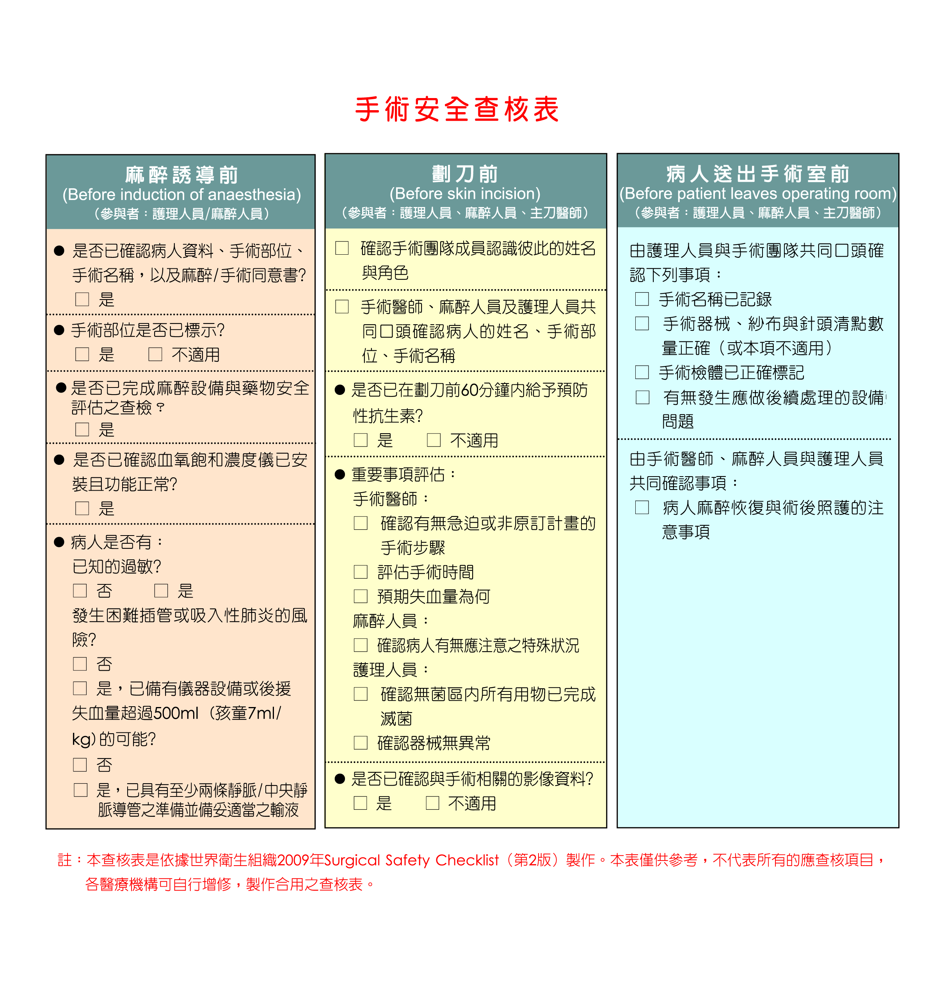 手術安全查核表
麻醉誘導前
(Before induction of anaesthesia)
（參與者：護理人員/麻醉人員）
● 是否已確認病人資料、手術部位、
手術名稱，以及麻醉/手術同意書?
□ 是
● 手術部位是否已標示?
□ 是 □ 不適用
● 是否已完成麻醉設備與藥物安全
評估之查檢？
□ 是
● 是否已確認血氧飽和濃度儀已安
裝且功能正常?
□ 是
● 病人是否有：
已知的過敏?
□ 否 □ 是
發生困難插管或吸入性肺炎的風
險?
□ 否
□ 是，已備有儀器設備或後援
失血量超過500ml（孩童7ml/
kg)的可能?
□ 否
□ 是，已具有至少兩條靜脈/中央靜
脈導管之準備並備妥適當之輸液
劃刀前
(Before skin incision)
（參與者：護理人員、麻醉人員、主刀醫師）
□ 確認手術團隊成員認識彼此的姓名
與角色
□ 手術醫師、麻醉人員及護理人員共
同口頭確認病人的姓名、手術部
位、手術名稱
● 是否已在劃刀前60分鐘內給予預防
性抗生素?
□ 是 □ 不適用
● 重要事項評估：
手術醫師：
□ 確認有無急迫或非原訂計畫的
手術步驟
□ 評估手術時間
□ 預期失血量為何
麻醉人員：
□ 確認病人有無應注意之特殊狀況
護理人員：
□ 確認無菌區內所有用物已完成
滅菌
□ 確認器械無異常
● 是否已確認與手術相關的影像資料?
□ 是 □ 不適用
病人送出手術室前
(Before patient leaves operating room)
（參與者：護理人員、麻醉人員、主刀醫師）
由護理人員與手術團隊共同口頭確
認下列事項：
□ 手術名稱已記錄
□ 手術器械、紗布與針頭清點數
量正確（或本項不適用）
□ 手術檢體已正確標記
□ 有無發生應做後續處理的設備
問題
由手術醫師、麻醉人員與護理人員
共同確認事項：
□ 病人麻醉恢復與術後照護的注
意事項
註：本查核表是依據世界衛生組織2009年Surgical Safety Checklist（第2版）製作。本表僅供參考，不代表所有的應查核項目，
各醫療機構可自行增修，製作合用之查核表。